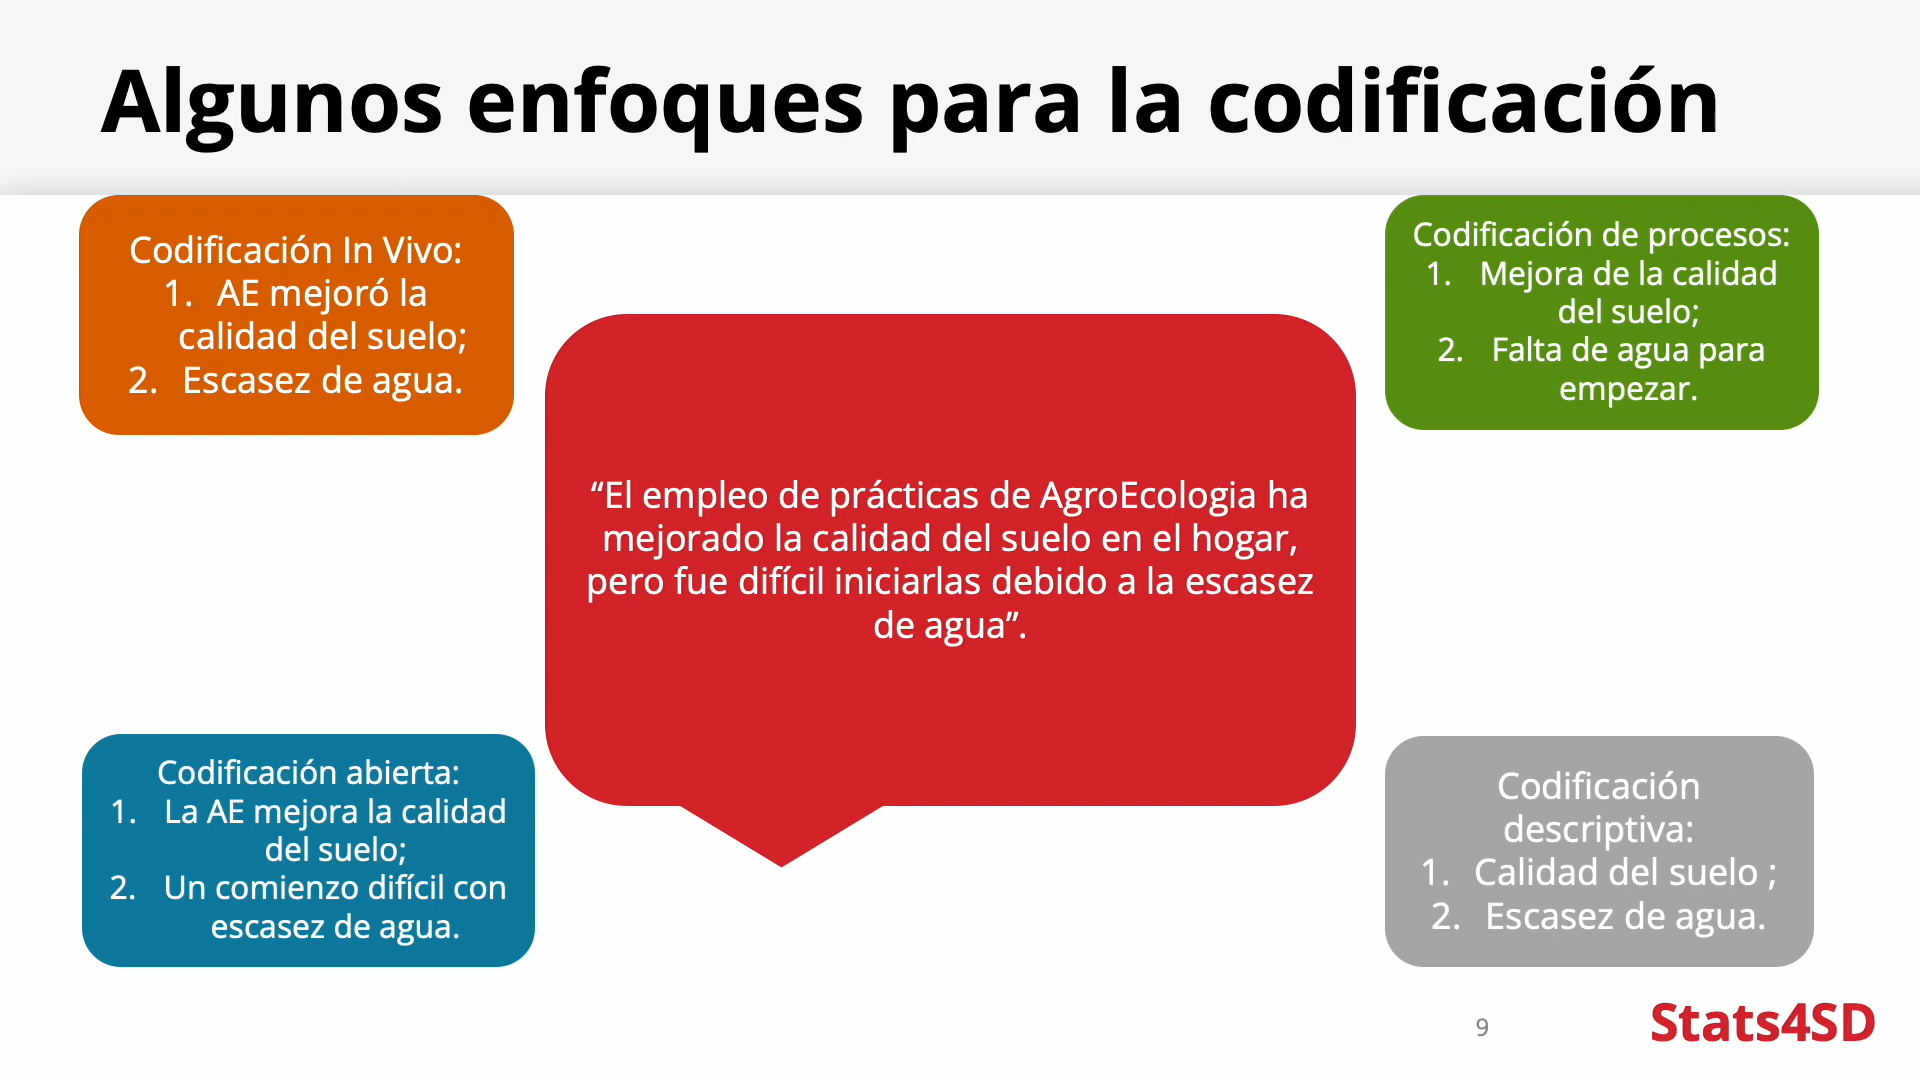 Algunos enfoques para la codificación
Codificación In Vivo:
1. AE mejoró la
calidad del suelo;
2. Escasez de agua.
Codificación de procesos:
1. Mejora de la calidad
del suelo;
2. Falta de agua para
empezar.
“El empleo de prácticas de AgroEcologia ha
mejorado la calidad del suelo en el hogar,
pero fue difícil iniciarlas debido a la escasez
de agua”.
Codificación abierta:
1. La AE mejora la calidad
del suelo;
2. Un comienzo difícil con
escasez de agua.
Codificación
descriptiva:
1. Calidad del suelo ;
2. Escasez de agua.
9
Stats4SD